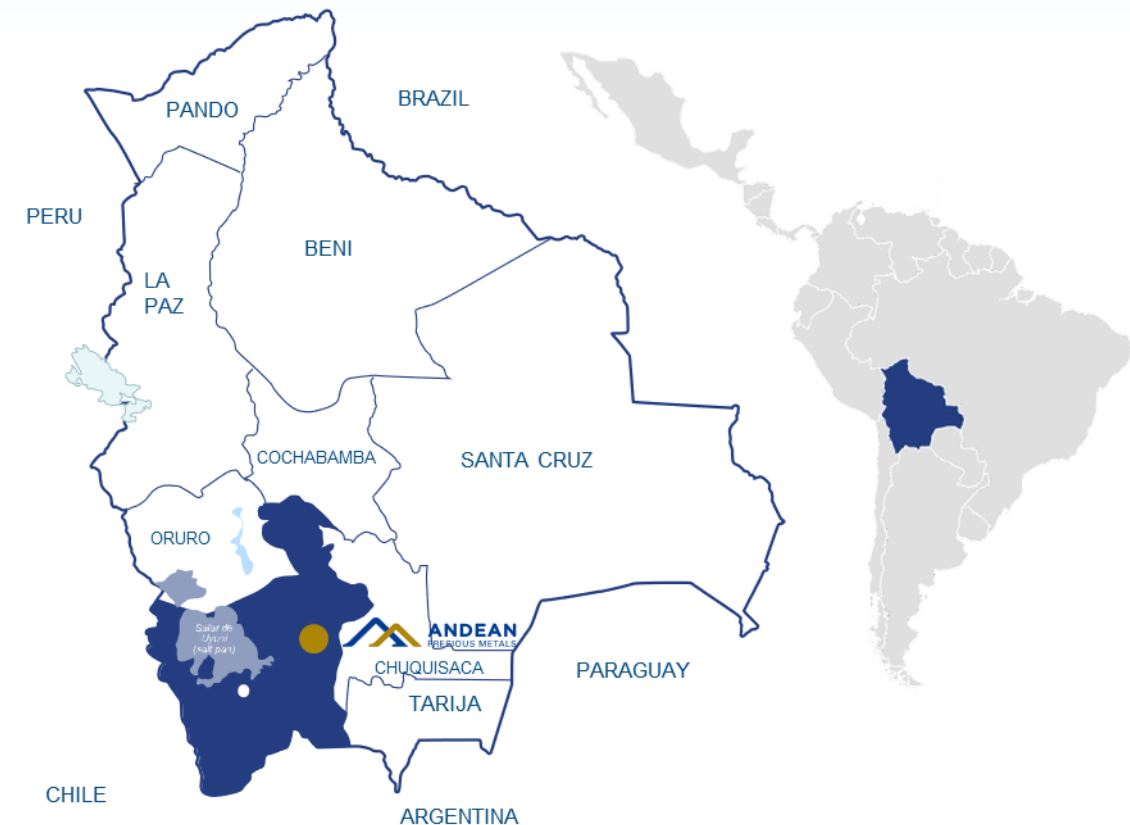 PANDO
BRAZIL
PERU
BENI
LA
PAZ
COCHABAMBA
SANTA CRUZ
ORURO
Salar de
Uyuni
(salt pan)
ANDEAN
PRECIOUS METALS
CHUQUISACA
PARAGUAY
TARIJA
CHILE
ARGENTINA